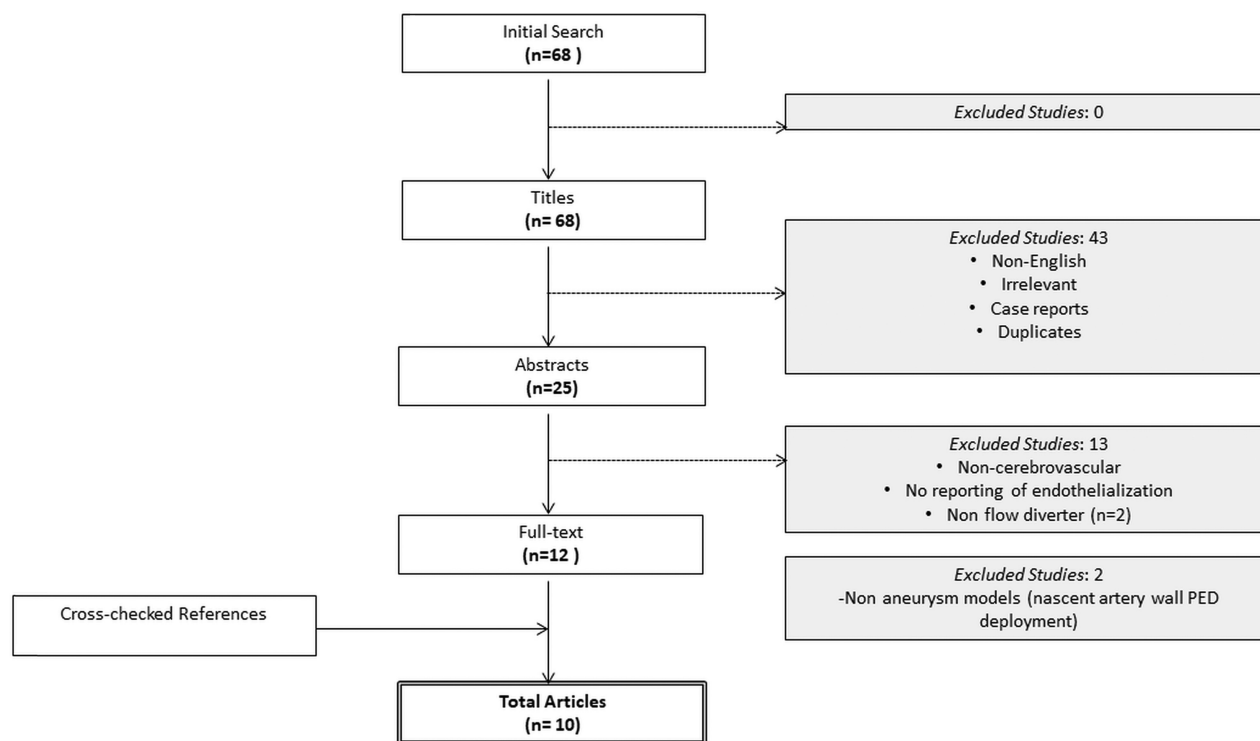 Initial Search
(n=68 )
Excluded Studies: 0
Titles
(n= 68)
Excluded Studies: 43
• Non-English
• Irrelevant
• Case reports
• Duplicates
Abstracts
(n=25)
Excluded Studies: 13
• Non-cerebrovascular
• No reporting of endothelialization
• Non flow diverter (n=2)
Full-text
(n=12 )
Excluded Studies: 2
-Non aneurysm models (nascent artery wall PED
deployment)
Cross-checked References
Total Articles
(n= 10)